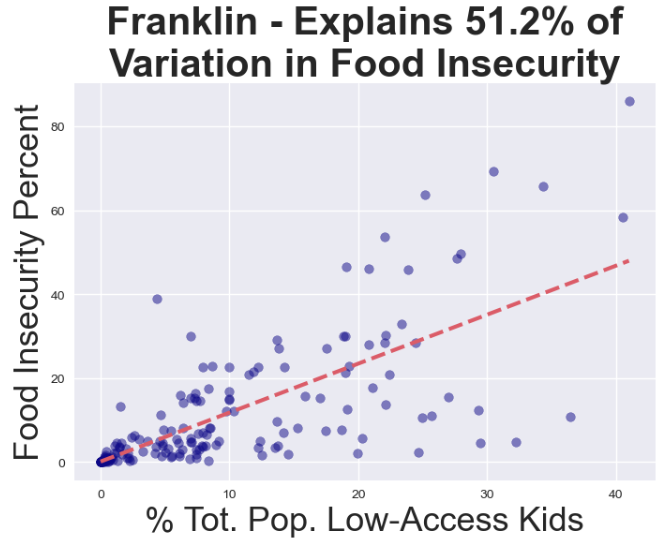 Franklin - Explains 51.2% of
Variation in Food Insecurity
Food Insecurity Percent
80
60
40
20
0
0 10 20 30 40
% Tot. Pop. Low-Access Kids